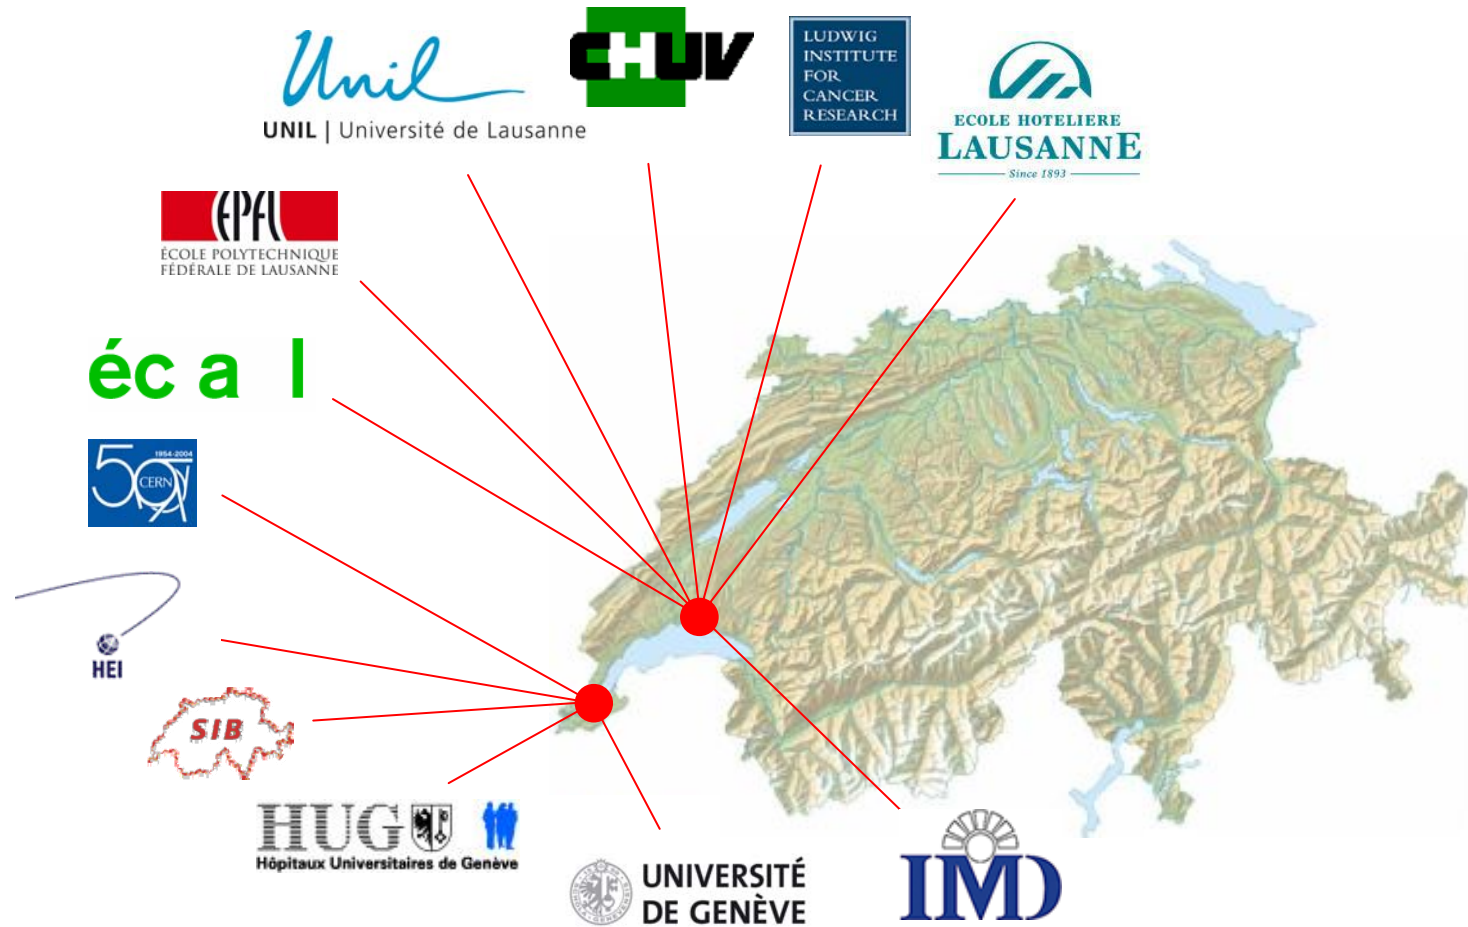 Unil
UNIL | Université de Lausanne
CHUV
LUDWIG
INSTITUTE
FOR
CANCER
RESEARCH
ECOLE HOTELIERE
LAUSANNE
Since 1893
EPFL
ÉCOLE POLYTECHNIQUE
FÉDÉRALE DE LAUSANNE
éc a l
50
1954-2004
CERN
HEI
SIB
HUG
Hôpitaux Universitaires de Genève
UNIVERSITÉ
DE GENÈVE
IMD